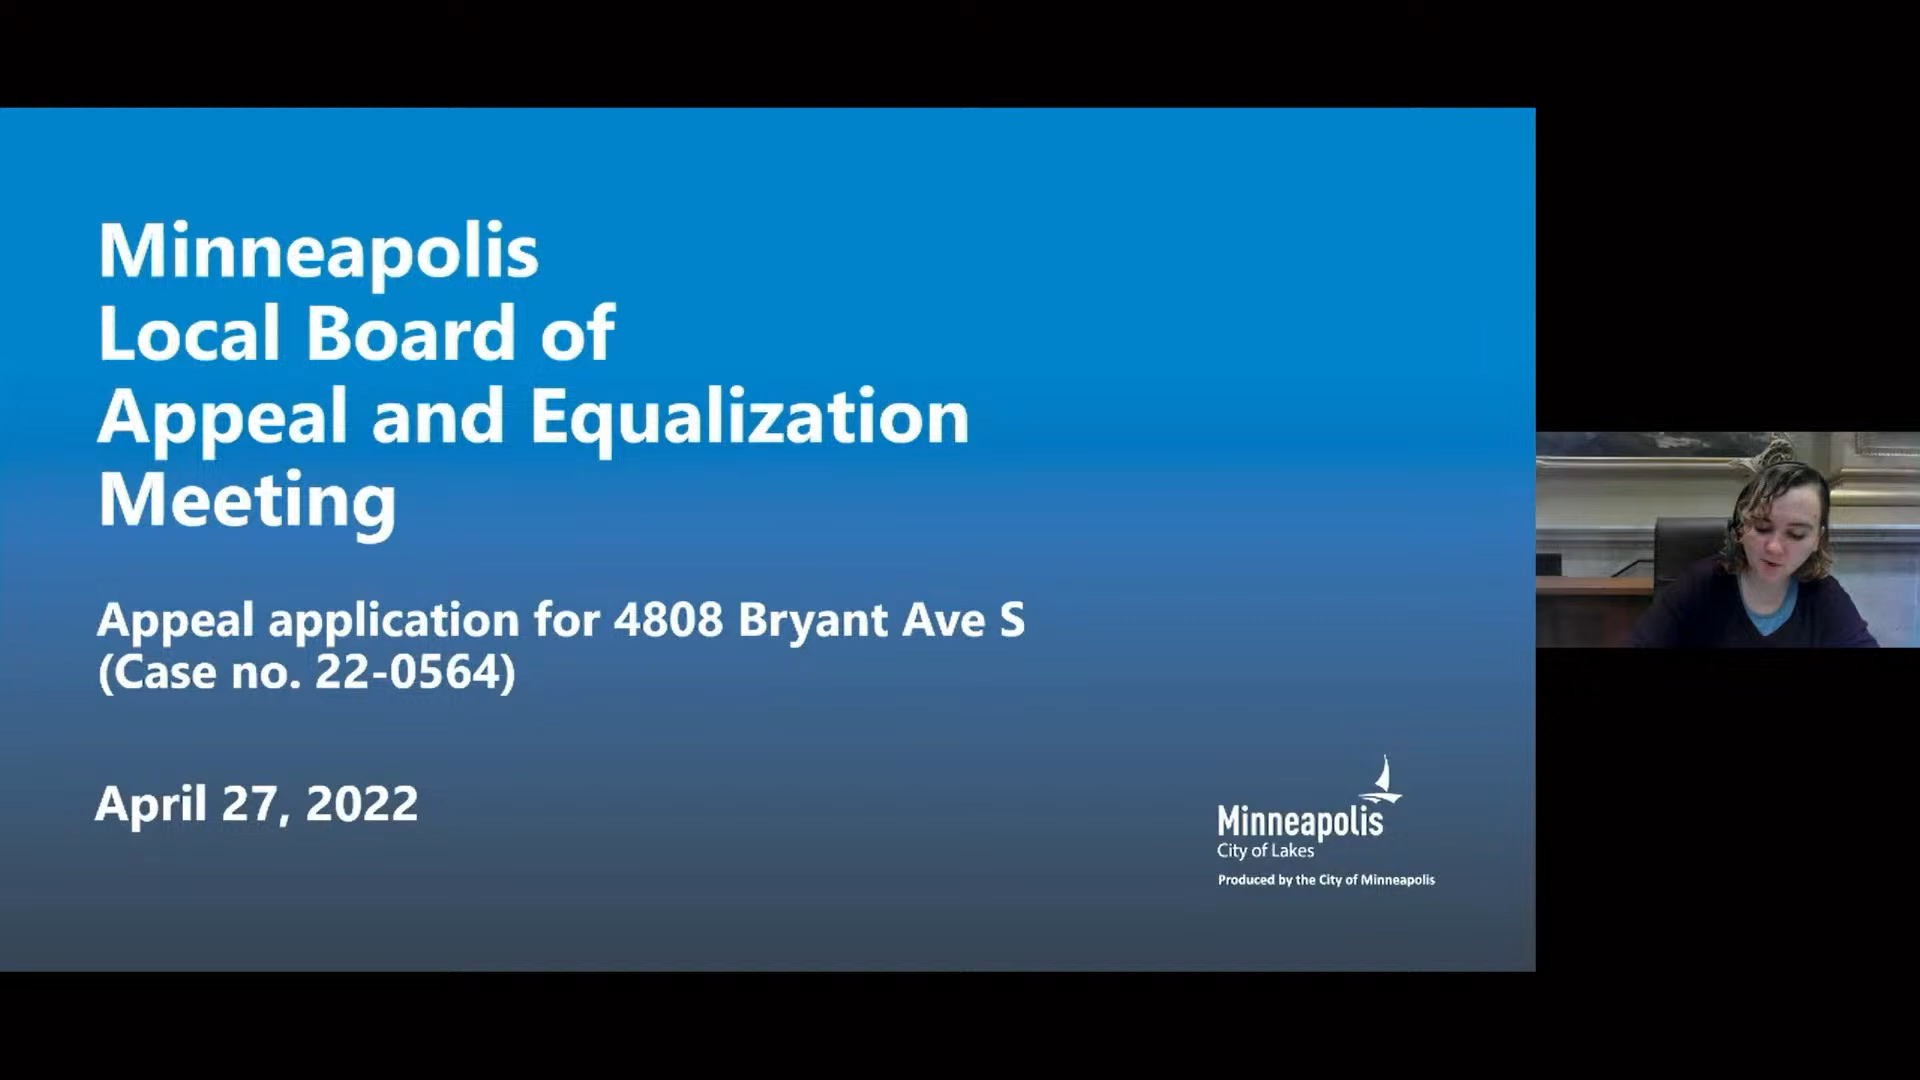 Minneapolis
Local Board of
Appeal and Equalization
Meeting
Appeal application for 4808 Bryant Ave S
(Case no. 22-0564)
April 27, 2022
Minneapolis
City of Lakes
Produced by the City of Minneapolis